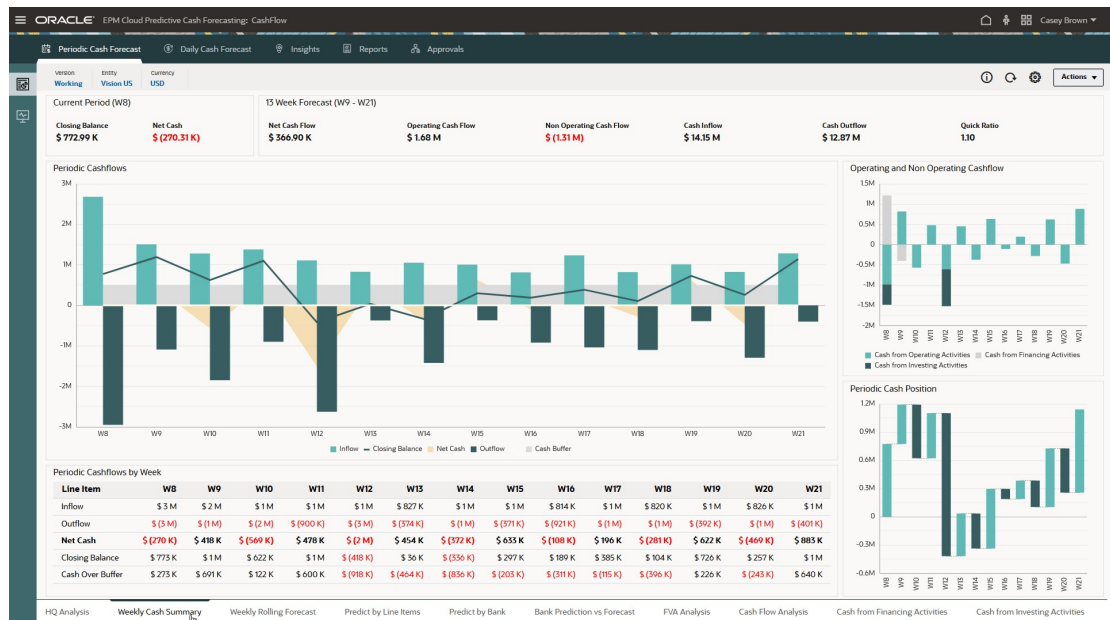 ORACLE® EPM Cloud Predictive Cash Forecasting: CashFlow Casey Brown
Periodic Cash Forecast Daily Cash Forecast Insights Reports Approvals
Version Entity Currency
Working Vision US USD Actions
Current Period (W8) 13 Week Forecast (W9 - W21)
Closing Balance Net Cash Net Cash Flow Operating Cash Flow Non Operating Cash Flow Cash Inflow Cash Outflow Quick Ratio
$ 772.99 K $ (270.31 K) $ 366.90 K $ 1.68 M $ (1.31 M) $ 14.15 M $ 12.87 M 1.10
Periodic Cashflows
3M
2M
1M
0
-1M
-2M
-3M
W8 W9 W10 W11 W12 W13 W14 W15 W16 W17 W18 W19 W20 W21
Inflow Closing Balance Net Cash Outflow Cash Buffer
Operating and Non Operating Cashflow
1.5M
1M
0.5M
0
-0.5M
-1M
-1.5M
-2M
W8 W9 W10 W11 W12 W13 W14 W15 W16 W17 W18 W19 W20 W21
Cash from Operating Activities Cash from Financing Activities
Cash from Investing Activities
Periodic Cash Position
1.2M
0.9M
0.6M
0.3M
0
-0.3M
-0.6M
W8 W9 W10 W11 W12 W13 W14 W15 W16 W17 W18 W19 W20 W21
Periodic Cashflows by Week
Line Item W8 W9 W10 W11 W12 W13 W14 W15 W16 W17 W18 W19 W20 W21
Inflow $ 3 M $ 2 M $ 1 M $ 1 M $ 1 M $ 827 K $ 1 M $ 1 M $ 814 K $ 1 M $ 820 K $ 1 M $ 826 K $ 1 M
Outflow $ (3 M) $ (1 M) $ (2 M) $ (900 K) $ (3 M) $ (374 K) $ (1 M) $ (371 K) $ (921 K) $ (1 M) $ (1 M) $ (392 K) $ (1 M) $ (401 K)
Net Cash $ (270 K) $ 418 K $ (569 K) $ 478 K $ (2 M) $ 454 K $ (372 K) $ 633 K $ (108 K) $ 196 K $ (281 K) $ 622 K $ (469 K) $ 883 K
Closing Balance $ 773 K $ 1 M $ 622 K $ 1 M $ (418 K) $ 36 K $ (336 K) $ 297 K $ 189 K $ 385 K $ 104 K $ 726 K $ 257 K $ 1 M
Cash Over Buffer $ 273 K $ 691 K $ 122 K $ 600 K $ (918 K) $ (464 K) $ (836 K) $ (203 K) $ (311 K) $ (115 K) $ (396 K) $ 226 K $ (243 K) $ 640 K
HQ Analysis Weekly Cash Summary Weekly Rolling Forecast Predict by Line Items Predict by Bank Bank Prediction vs Forecast FVA Analysis Cash Flow Analysis Cash from Financing Activities Cash from Investing Activities